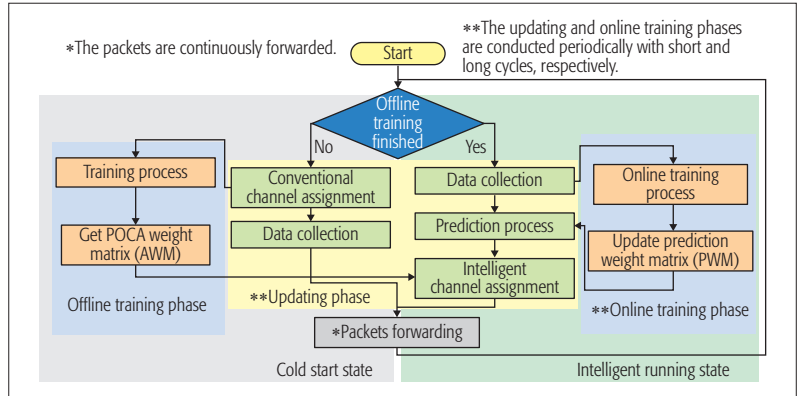 *The packets are continuously forwarded.
Start
**The updating and online training phases
are conducted periodically with short and
long cycles, respectively.
Offline
training
finished
No
Yes
Training process
Conventional
channel assignment
Data collection
Online training
process
Get POCA weight
matrix (AWM)
Data collection
Prediction process
Update prediction
weight matrix (PWM)
Intelligent
channel assignment
Offline training phase
**Updating phase
**Online training phase
*Packets forwarding
Cold start state
Intelligent running state